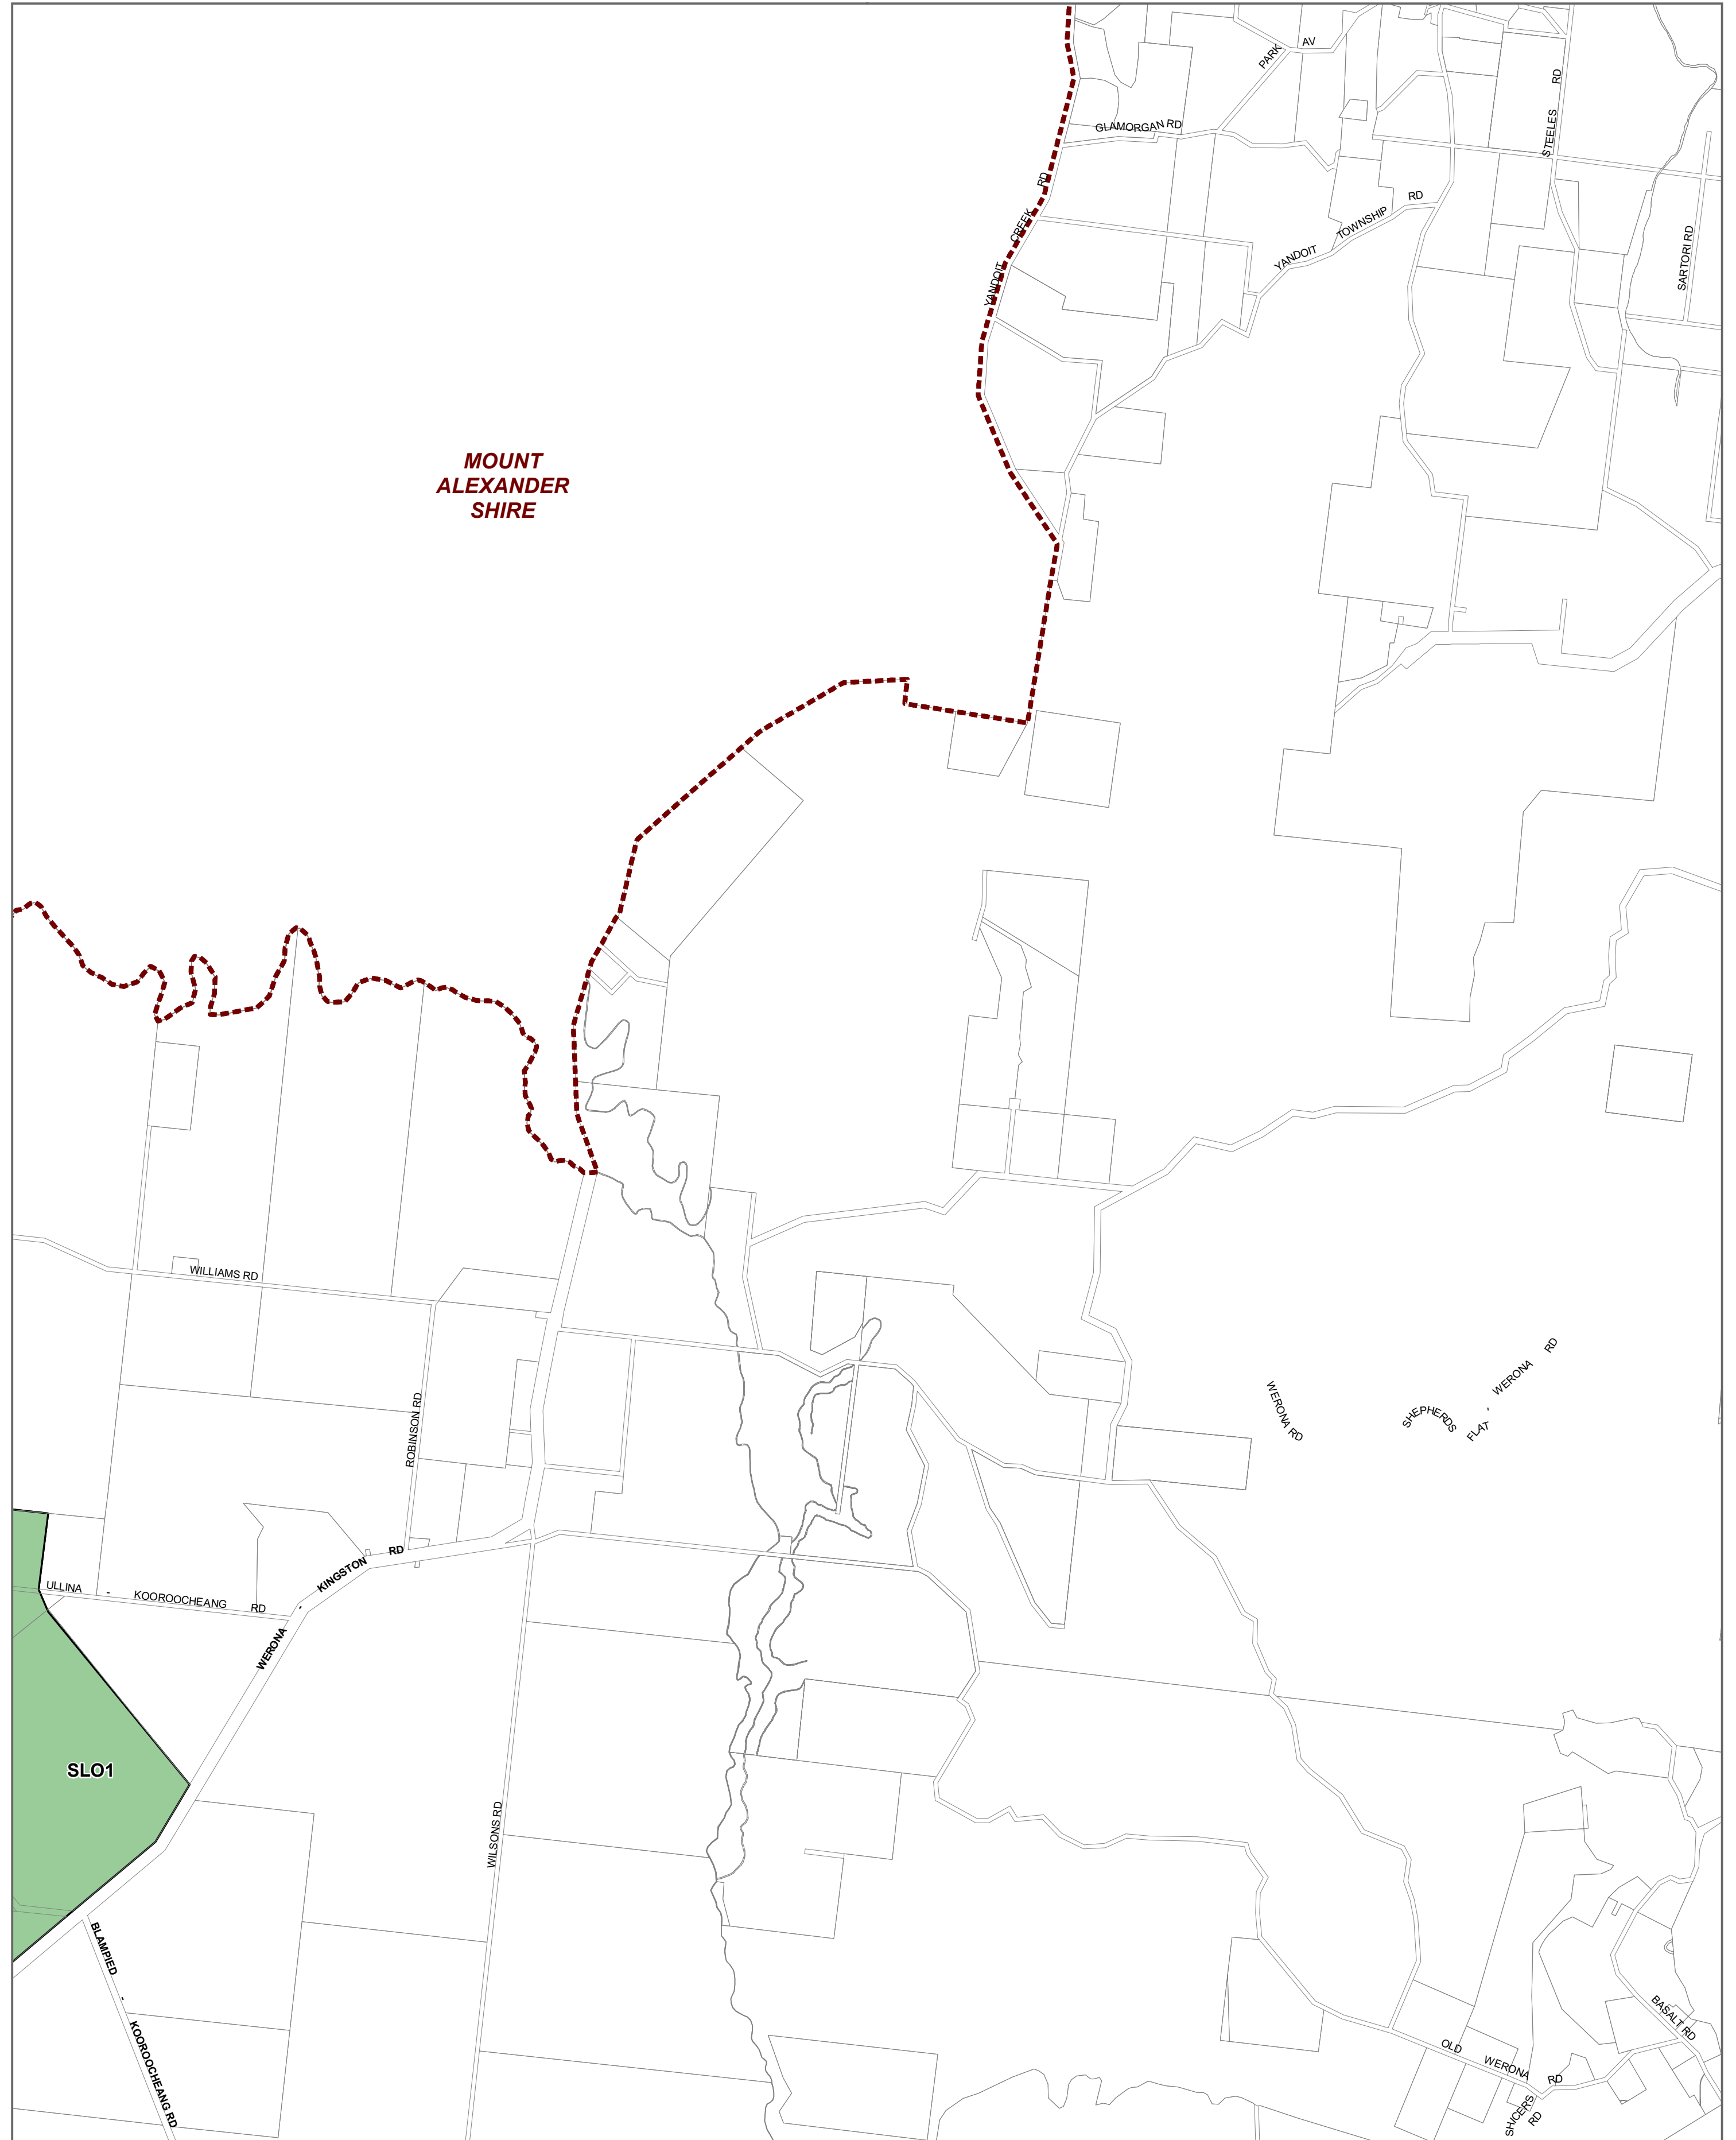 PARK AV
STEELES RD
GLAMORGAN RD
YANDOIT CREEK RD
YANDOIT TOWNSHIP RD
SARTORI RD
MOUNT
ALEXANDER
SHIRE
WILLIAMS RD
ROBINSON RD
WERONA RD
SHEPHERDS FLAT - WERONA RD
WERONA - KINGSTON RD
ULLINA - KOOROOCHEANG RD
SLO1
WILSONS RD
BLAMPIED - KOOROOCHEANG RD
BASALT RD
OLD WERONA RD
SHICERS RD